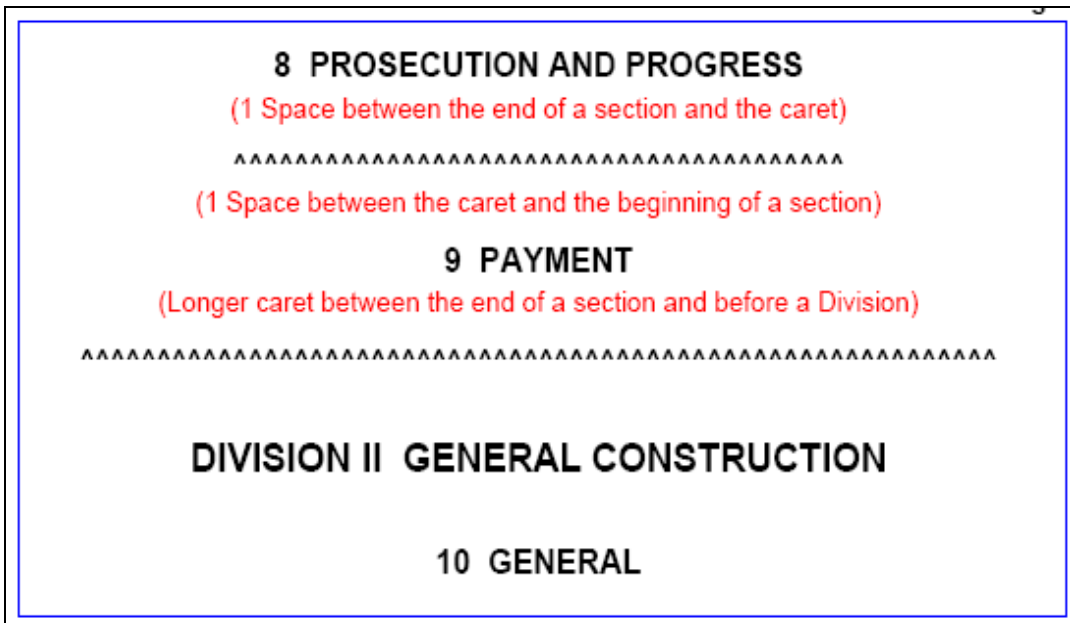 8 PROSECUTION AND PROGRESS
(1 Space between the end of a section and the caret)
^^^^^^^^^^^^^^^^^^^^^^^^^^^^^^^^^^^^^^^^
(1 Space between the caret and the beginning of a section)
9 PAYMENT
(Longer caret between the end of a section and before a Division)
^^^^^^^^^^^^^^^^^^^^^^^^^^^^^^^^^^^^^^^^^^^^^^^^^^^^^^^^^^^^
DIVISION II GENERAL CONSTRUCTION
10 GENERAL